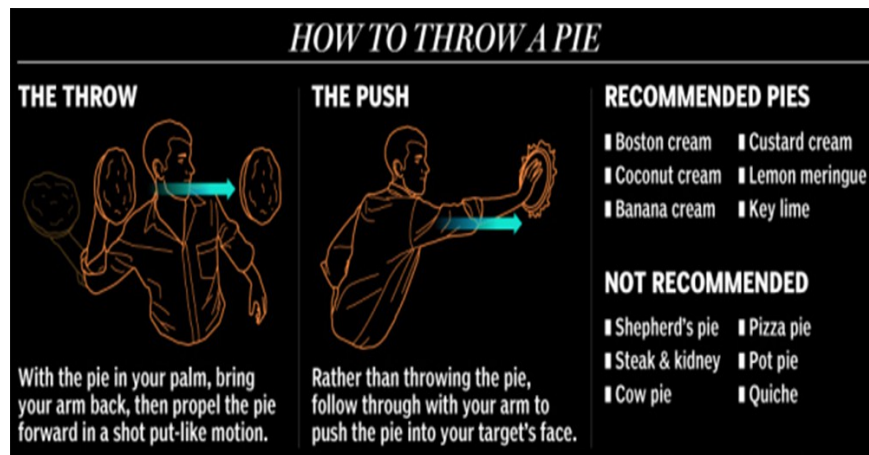 HOW TO THROW A PIE
THE THROW
With the pie in your palm, bring
your arm back, then propel the pie
forward in a shot put-like motion.
THE PUSH
Rather than throwing the pie,
follow through with your arm to
push the pie into your target's face.
RECOMMENDED PIES
Boston cream
Coconut cream
Banana cream
Custard cream
Lemon meringue
Key lime
NOT RECOMMENDED
Shepherd's pie
Steak & kidney
Cow pie
Pizza pie
Pot pie
Quiche